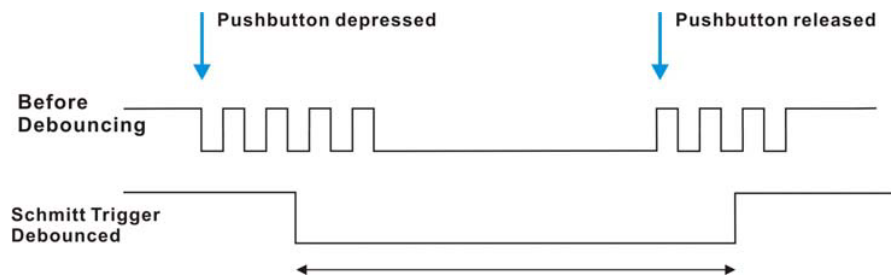 Pushbutton depressed
Pushbutton released
Before
Debouncing
Schmitt Trigger
Debounced